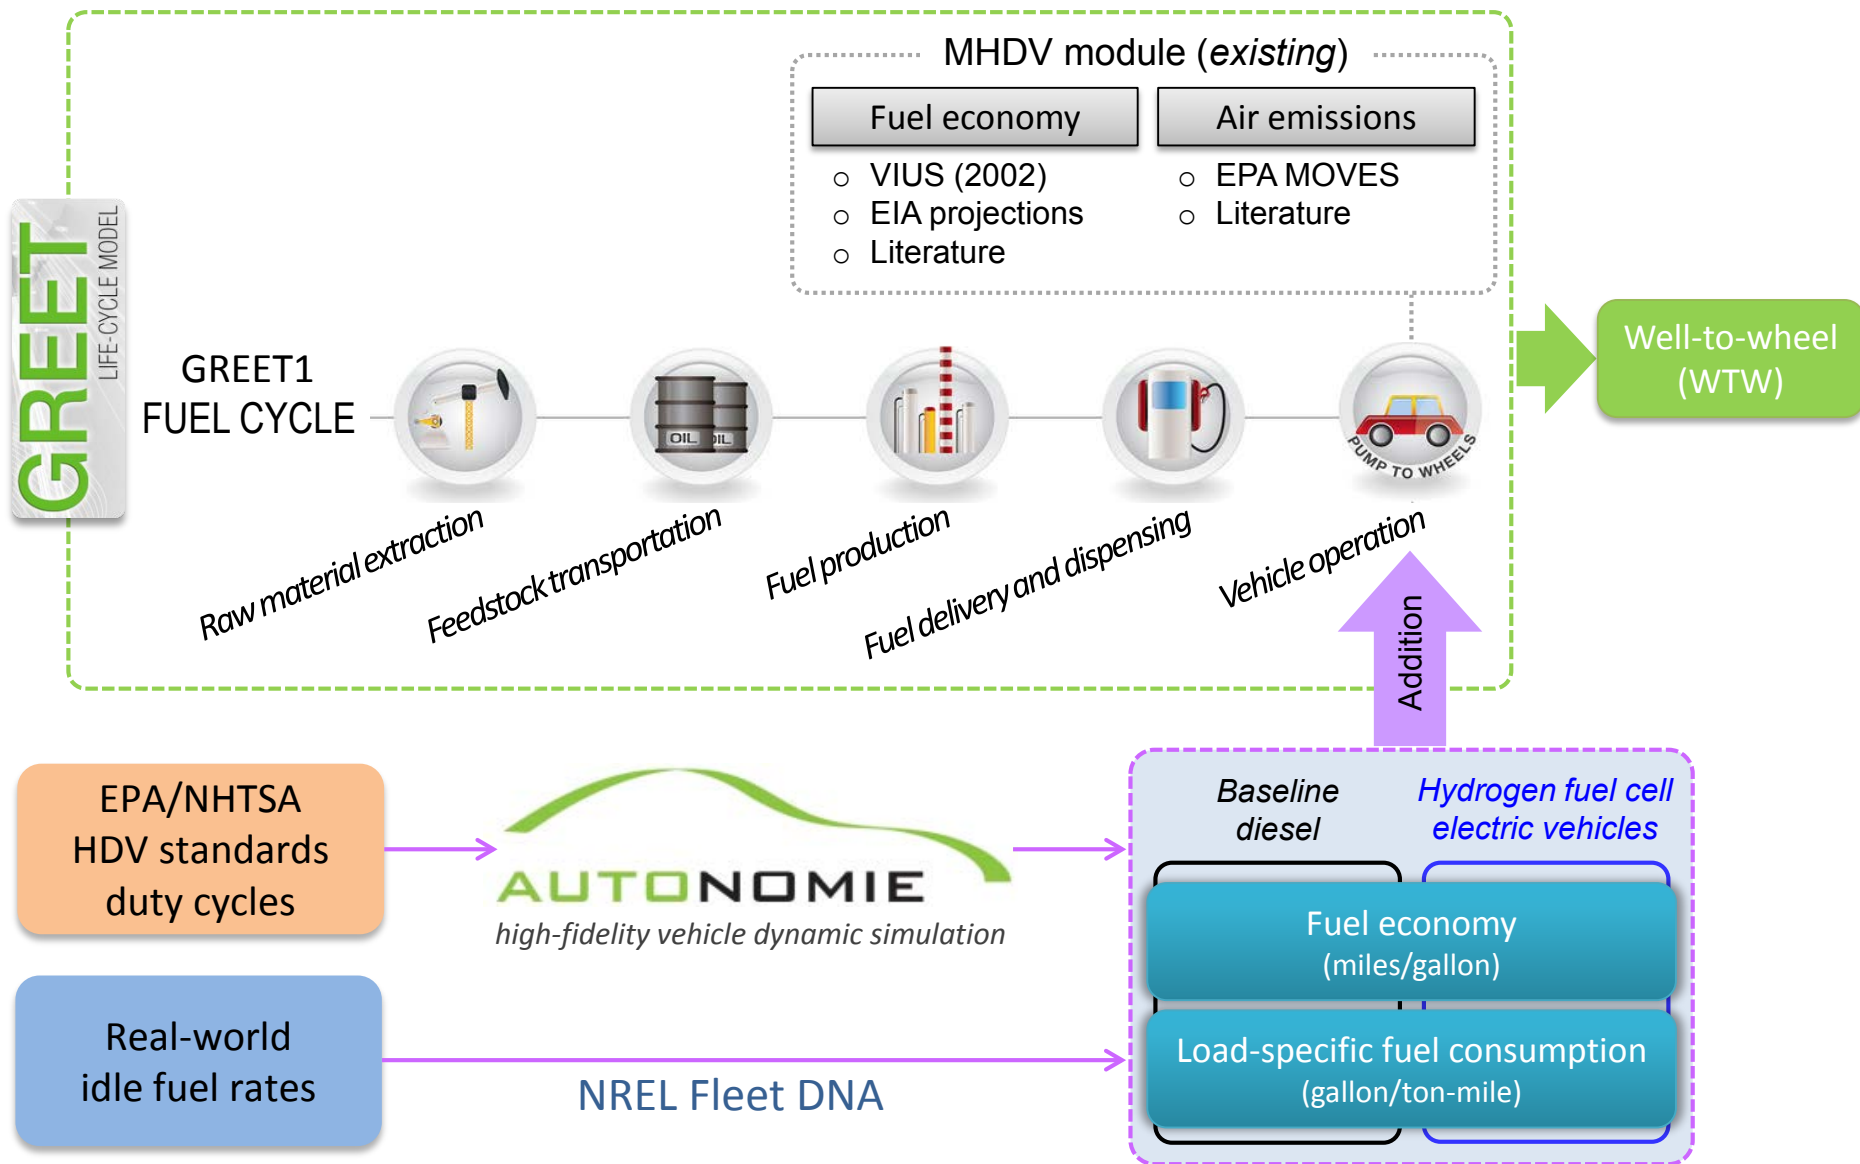 MHDV module (existing)
Fuel economy
Air emissions
o VIUS (2002)
o EIA projections
o Literature
o EPA MOVES
o Literature
GREET
LIFE-CYCLE MODEL
GREET1
FUEL CYCLE
OIL
OIL
PUMP TO WHEELS
Raw material extraction
Feedstock transportation
Fuel production
Fuel delivery and dispensing
Vehicle operation
Well-to-wheel
(WTW)
Addition
EPA/NHTSA
HDV standards
duty cycles
AUTONOMIE
high-fidelity vehicle dynamic simulation
Real-world
idle fuel rates
NREL Fleet DNA
Baseline
diesel
Hydrogen fuel cell
electric vehicles
Fuel economy
(miles/gallon)
Load-specific fuel consumption
(gallon/ton-mile)